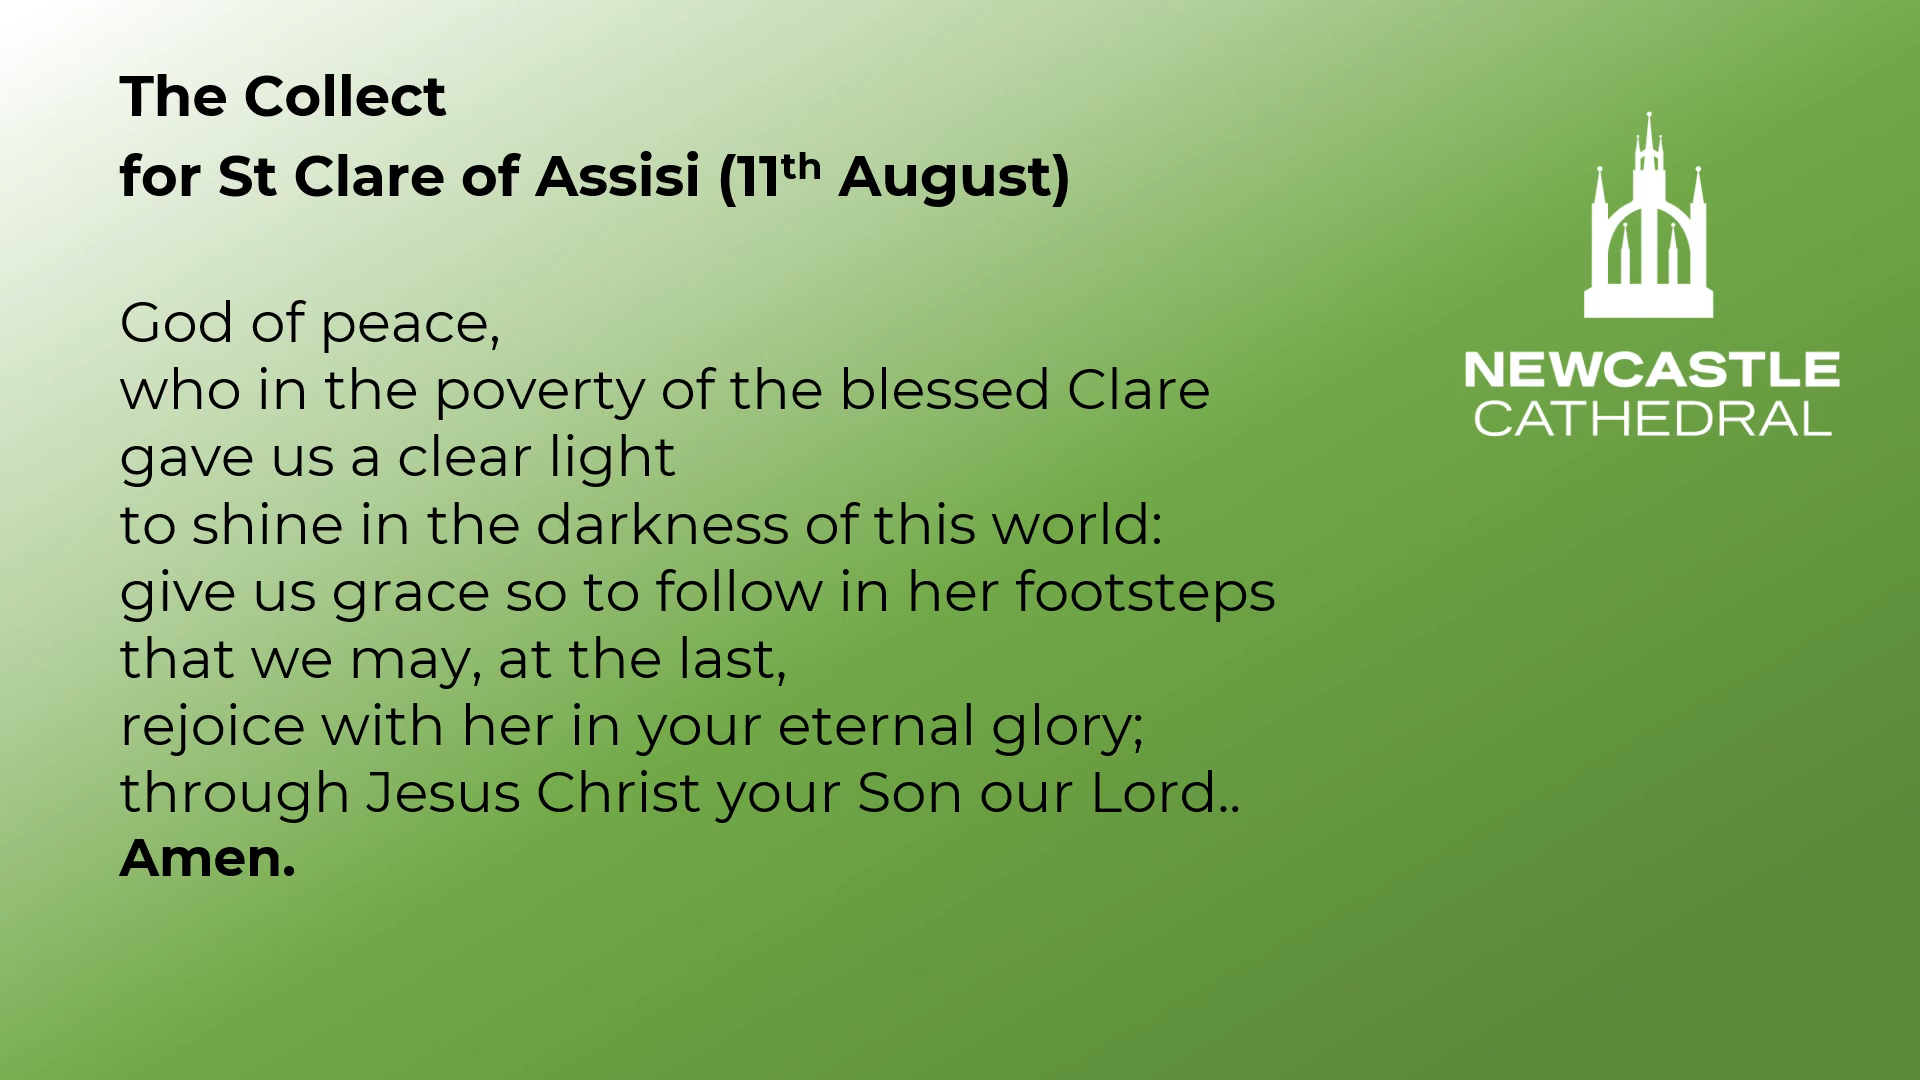 The Collect
for St Clare of Assisi (11th August)
God of peace,
who in the poverty of the blessed Clare
gave us a clear light
to shine in the darkness of this world:
give us grace so to follow in her footsteps
that we may, at the last,
rejoice with her in your eternal glory;
through Jesus Christ your Son our Lord..
Amen.
NEWCASTLE
CATHEDRAL